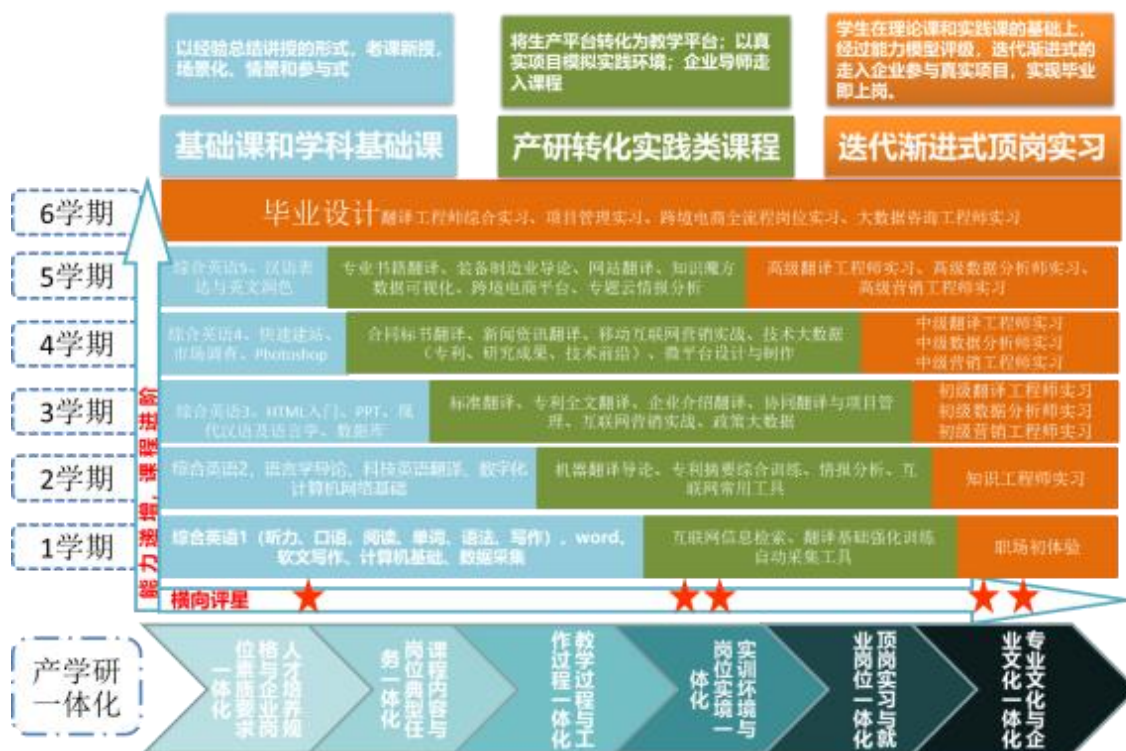 以经验总结讲授的形式，老课新授，
场景化、情景和参与式
将生产平台转化为教学平台；以真
实项目模拟实践环境；企业导师走
入课程
学生在理论课和实践课的基础上，
经过能力模型评级，迭代渐进式的
走入企业参与真实项目，实现毕业
即上岗。
基础课和学科基础课
产研转化实践类课程
迭代渐进式顶岗实习
6学期
毕业设计翻译工程师综合实习、项目管理实习、跨境电商全流程岗位实习、大数据咨询工程师实习
5学期
综合英语5、汉语表
达与英文润色
专业书籍翻译、装备制造业导论、网站翻译、知识魔方
数据可视化、跨境电商平台、专题云情报分析
高级翻译工程师实习、高级数据分析师实习、
高级营销工程师实习
4学期
综合英语4、快速建站、
市场调查、Photoshop
合同标书翻译、新闻资讯翻译、移动互联网营销实战、技术大数据
（专利、研究成果、技术前沿）、微平台设计与制作
中级翻译工程师实习
中级数据分析师实习
中级营销工程师实习
3学期
综合英语3、HTML入门、PPT、现
代汉语及语言学、数据库
标准翻译、专利全文翻译、企业介绍翻译、协同翻译与项目管
理、互联网营销实战、政策大数据
初级翻译工程师实习
初级数据分析师实习
初级营销工程师实习
2学期
综合英语2，语言学导论、科技英语翻译、数字化
计算机网络基础
机器翻译导论、专利摘要综合训练、情报分析、互
联网常用工具
知识工程师实习
1学期
综合英语1（听力、口语、阅读、单词、语法、写作）, word,
软文写作、计算机基础、数据采集
互联网信息检索、翻译基础强化训练
自动采集工具
职场初体验
能力递增，课程进阶
横向评星
产学研
一体化
人才培养规
格与企业岗
位素质要求
一体化
课程内容与
岗位典型任
务一体化
教学过程与工
作过程一体化
实训环境与
岗位实境一
体化
顶岗实习与就
业岗位一体化
专业文化与企
业文化一体化